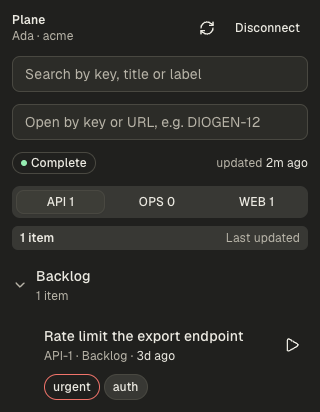 Plane
Ada · acme
Disconnect
Search by key, title or label
Open by key or URL, e.g. DIOGEN-12
Complete
updated 2m ago
API 1
OPS 0
WEB 1
1 item
Last updated
Backlog
1 item
Rate limit the export endpoint
API-1 · Backlog · 3d ago
urgent
auth